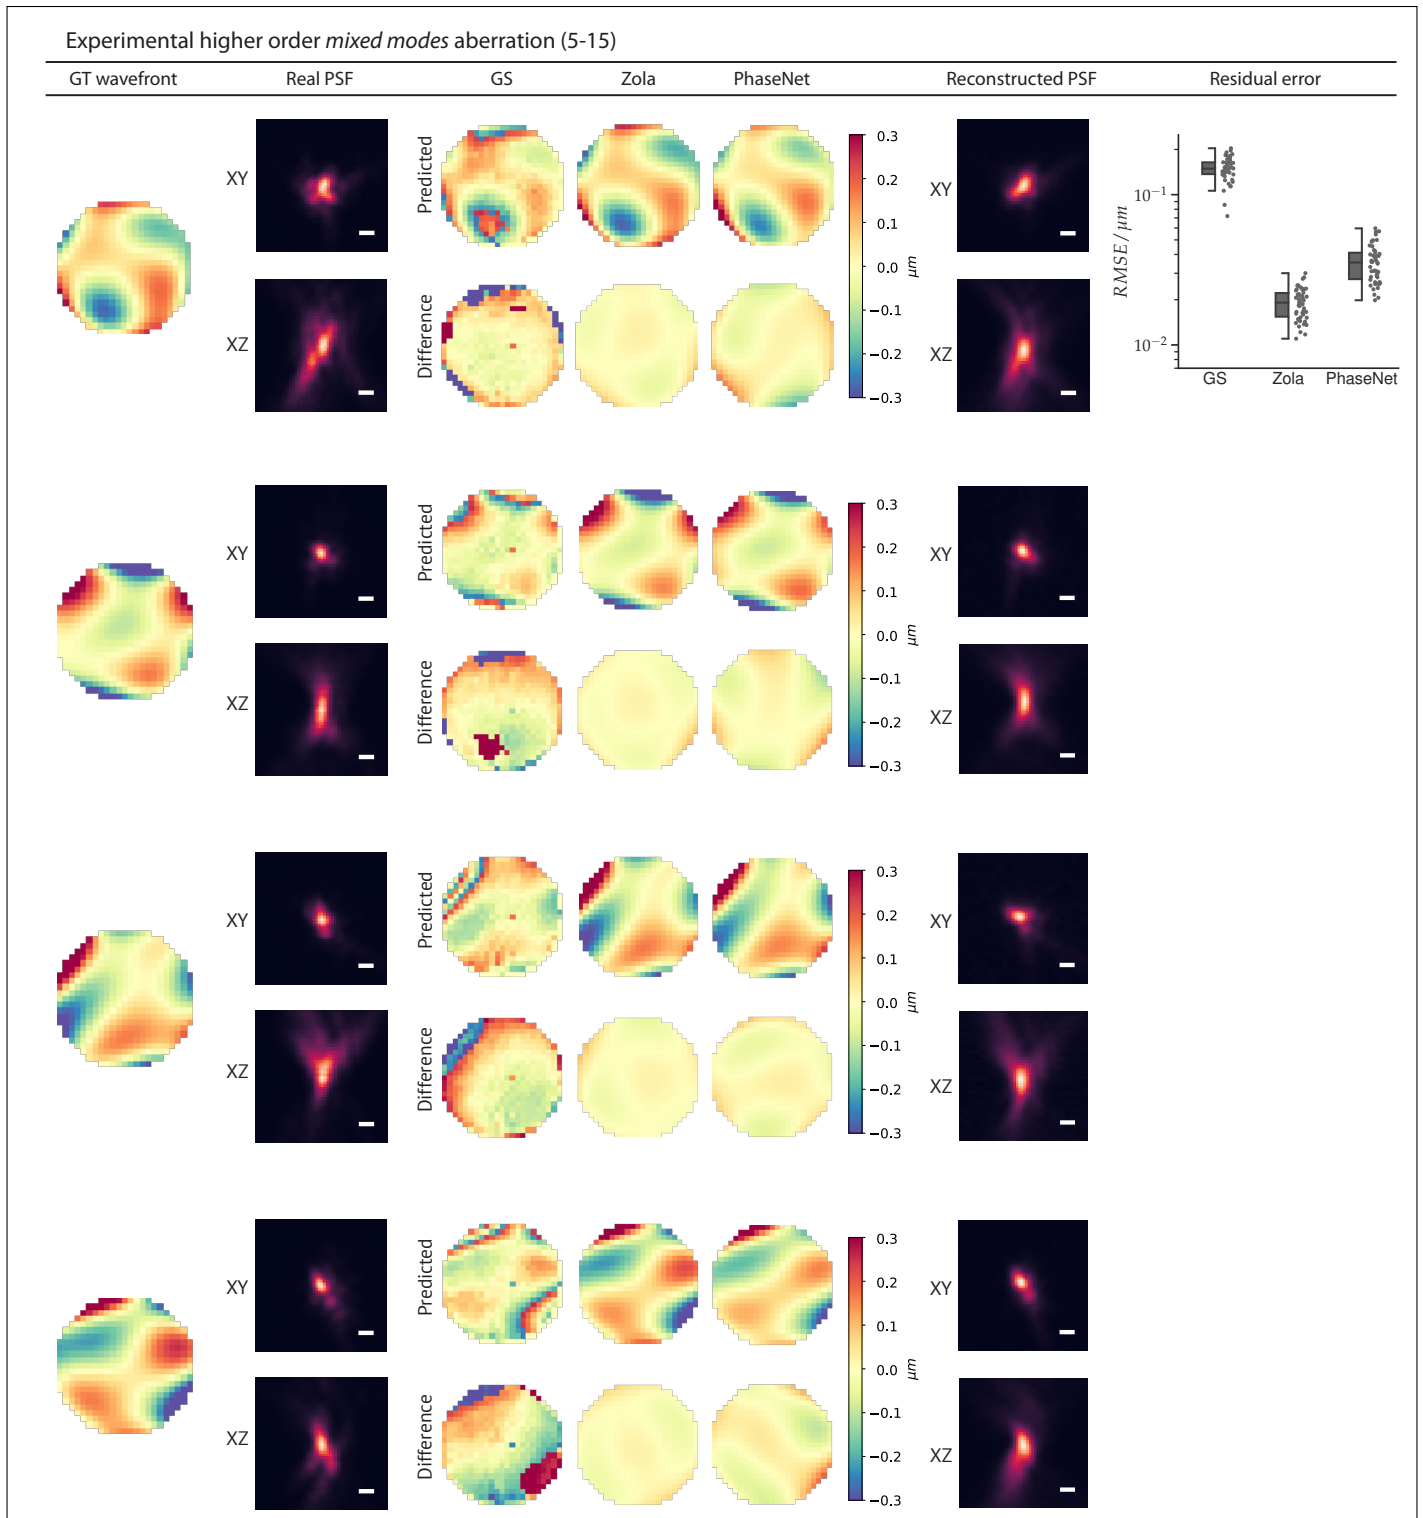 Experimental higher order mixed modes aberration (5-15)
GT wavefront Real PSF GS Zola PhaseNet Reconstructed PSF Residual error
XY
XZ
Predicted
Difference
0.3
0.2
0.1
0.0
−0.1
−0.2
−0.3
μm
XY
XZ
RMSE/μm
10⁻¹
10⁻²
GS Zola PhaseNet
XY
XZ
Predicted
Difference
0.3
0.2
0.1
0.0
−0.1
−0.2
−0.3
μm
XY
XZ
XY
XZ
Predicted
Difference
0.3
0.2
0.1
0.0
−0.1
−0.2
−0.3
μm
XY
XZ
XY
XZ
Predicted
Difference
0.3
0.2
0.1
0.0
−0.1
−0.2
−0.3
μm
XY
XZ